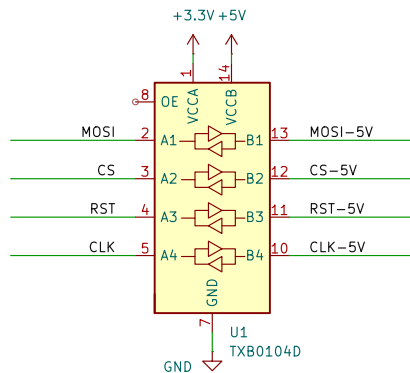 +3.3V +5V
1 14
VCCA VCCB
8 OE
MOSI 2 A1 B1 13 MOSI-5V
CS 3 A2 B2 12 CS-5V
RST 4 A3 B3 11 RST-5V
CLK 5 A4 B4 10 CLK-5V
GND
7
U1
TXB0104D
GND